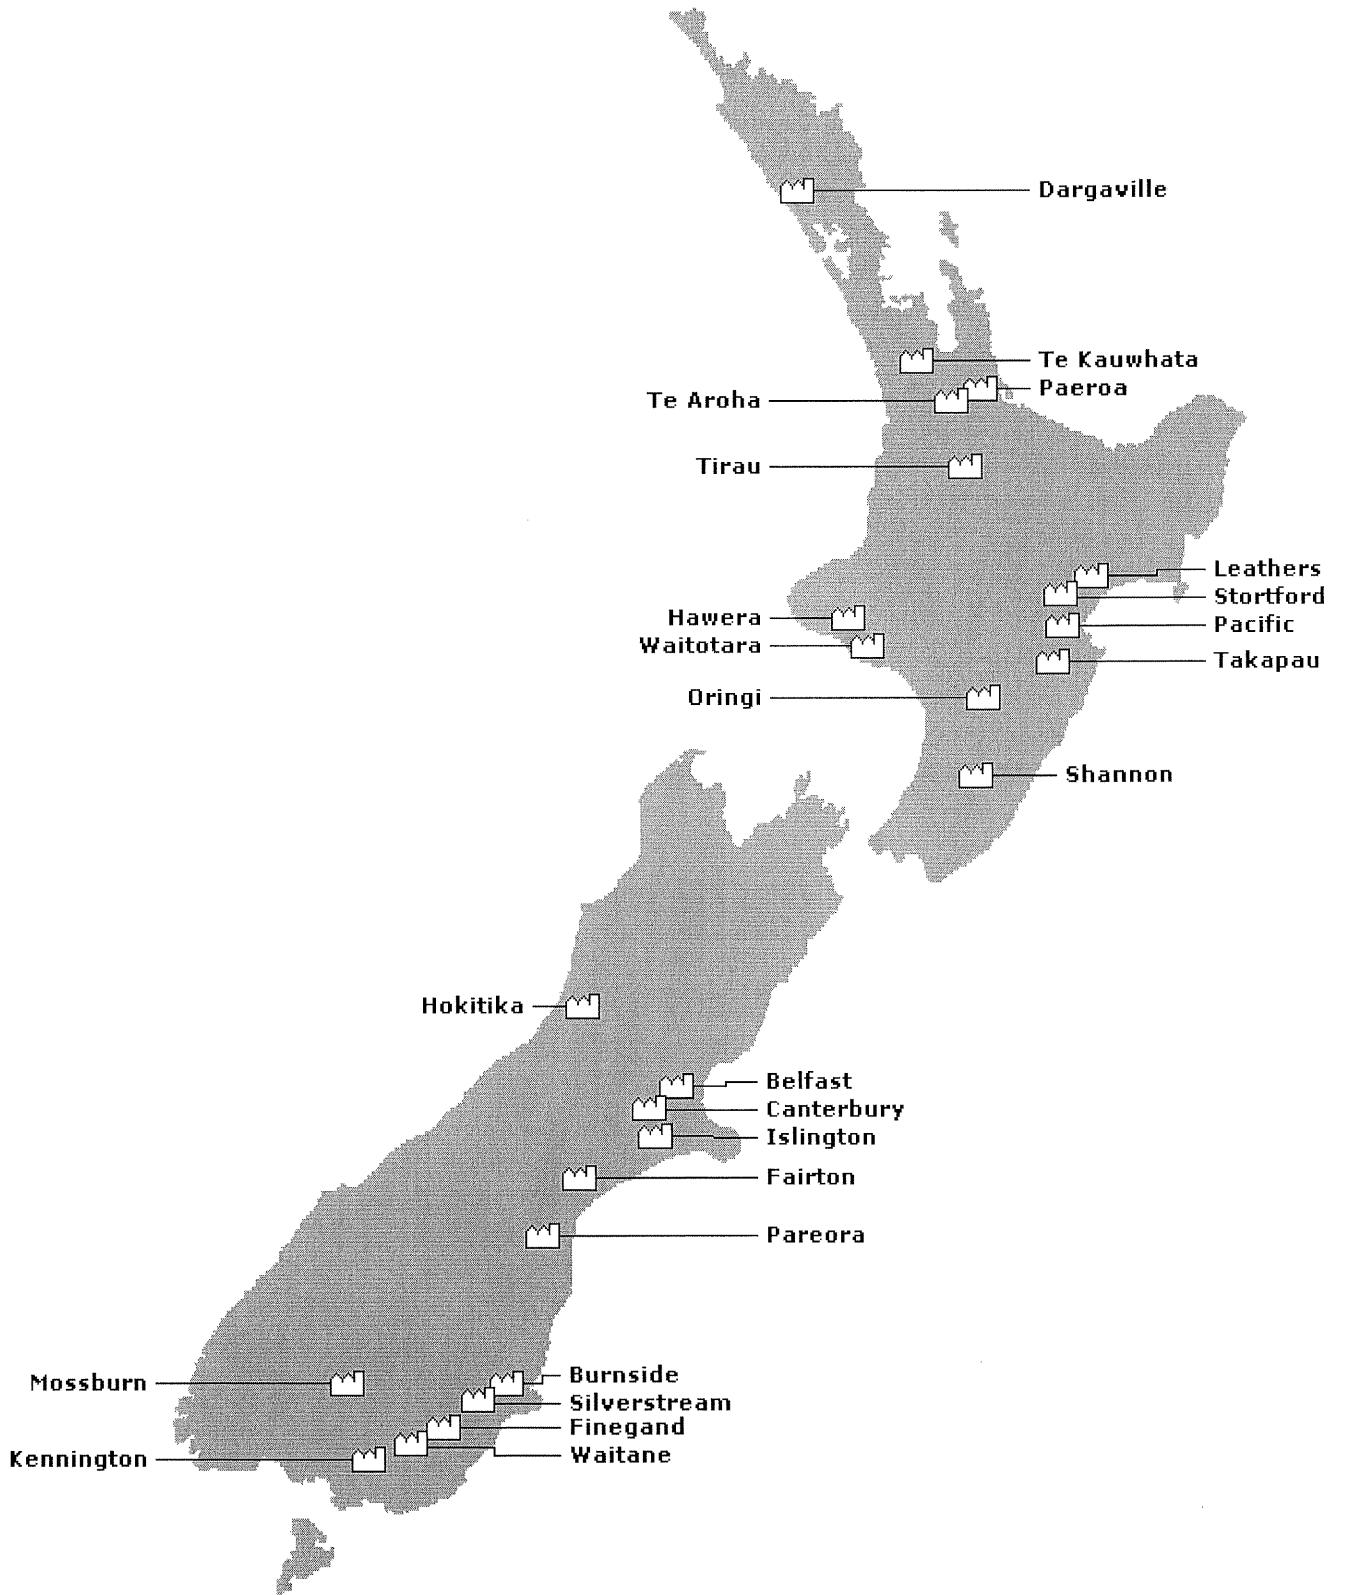 Dargaville
Te Kauwhata
Paeroa
Te Aroha
Tirau
Leathers
Stortford
Hawera
Pacific
Waitotara
Takapau
Oringi
Shannon
Hokitika
Belfast
Canterbury
Islington
Fairton
Pareora
Burnside
Mossburn
Silverstream
Finegand
Waitane
Kennington